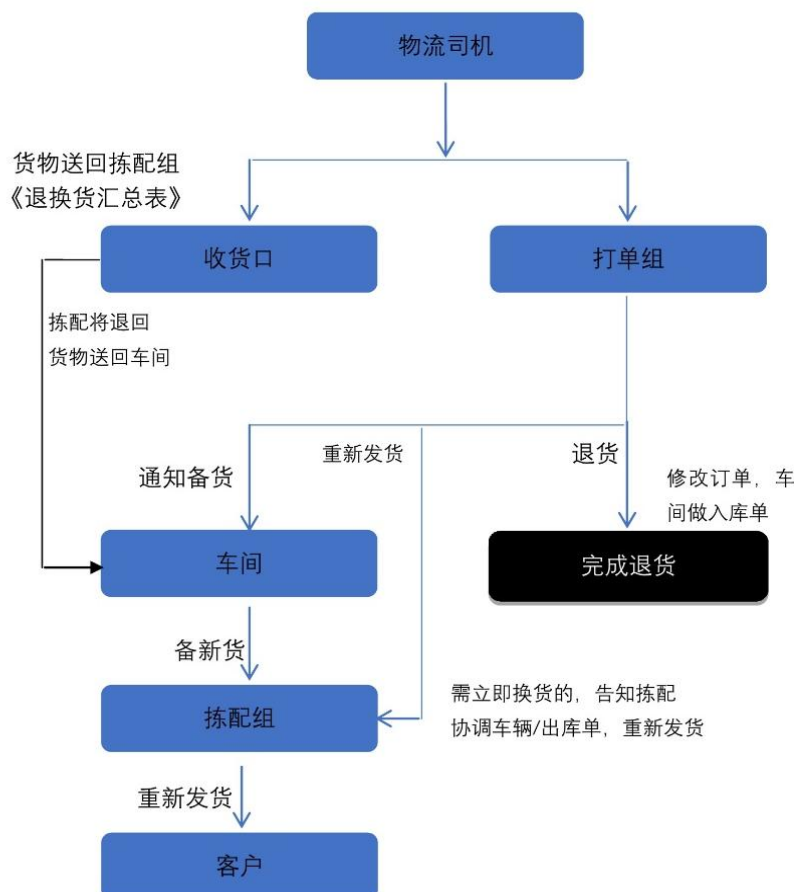 物流司机
货物送回拣配组
《退换货汇总表》
收货口
打单组
拣配将退回
货物送回车间
通知备货
重新发货
退货
修改订单，车
间做入库单
车间
完成退货
备新货
拣配组
需立即换货的，告知拣配
协调车辆/出库单，重新发货
重新发货
客户